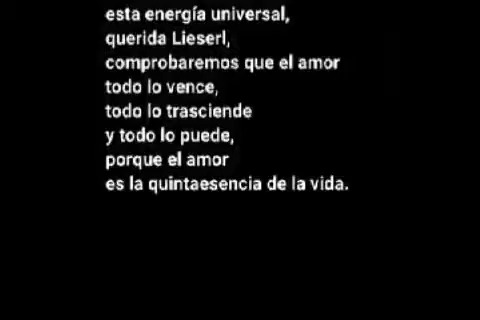 esta energía universal,
querida Lieserl,
comprobaremos que el amor
todo lo vence,
todo lo trasciende
y todo lo puede,
porque el amor
es la quintaesencia de la vida.